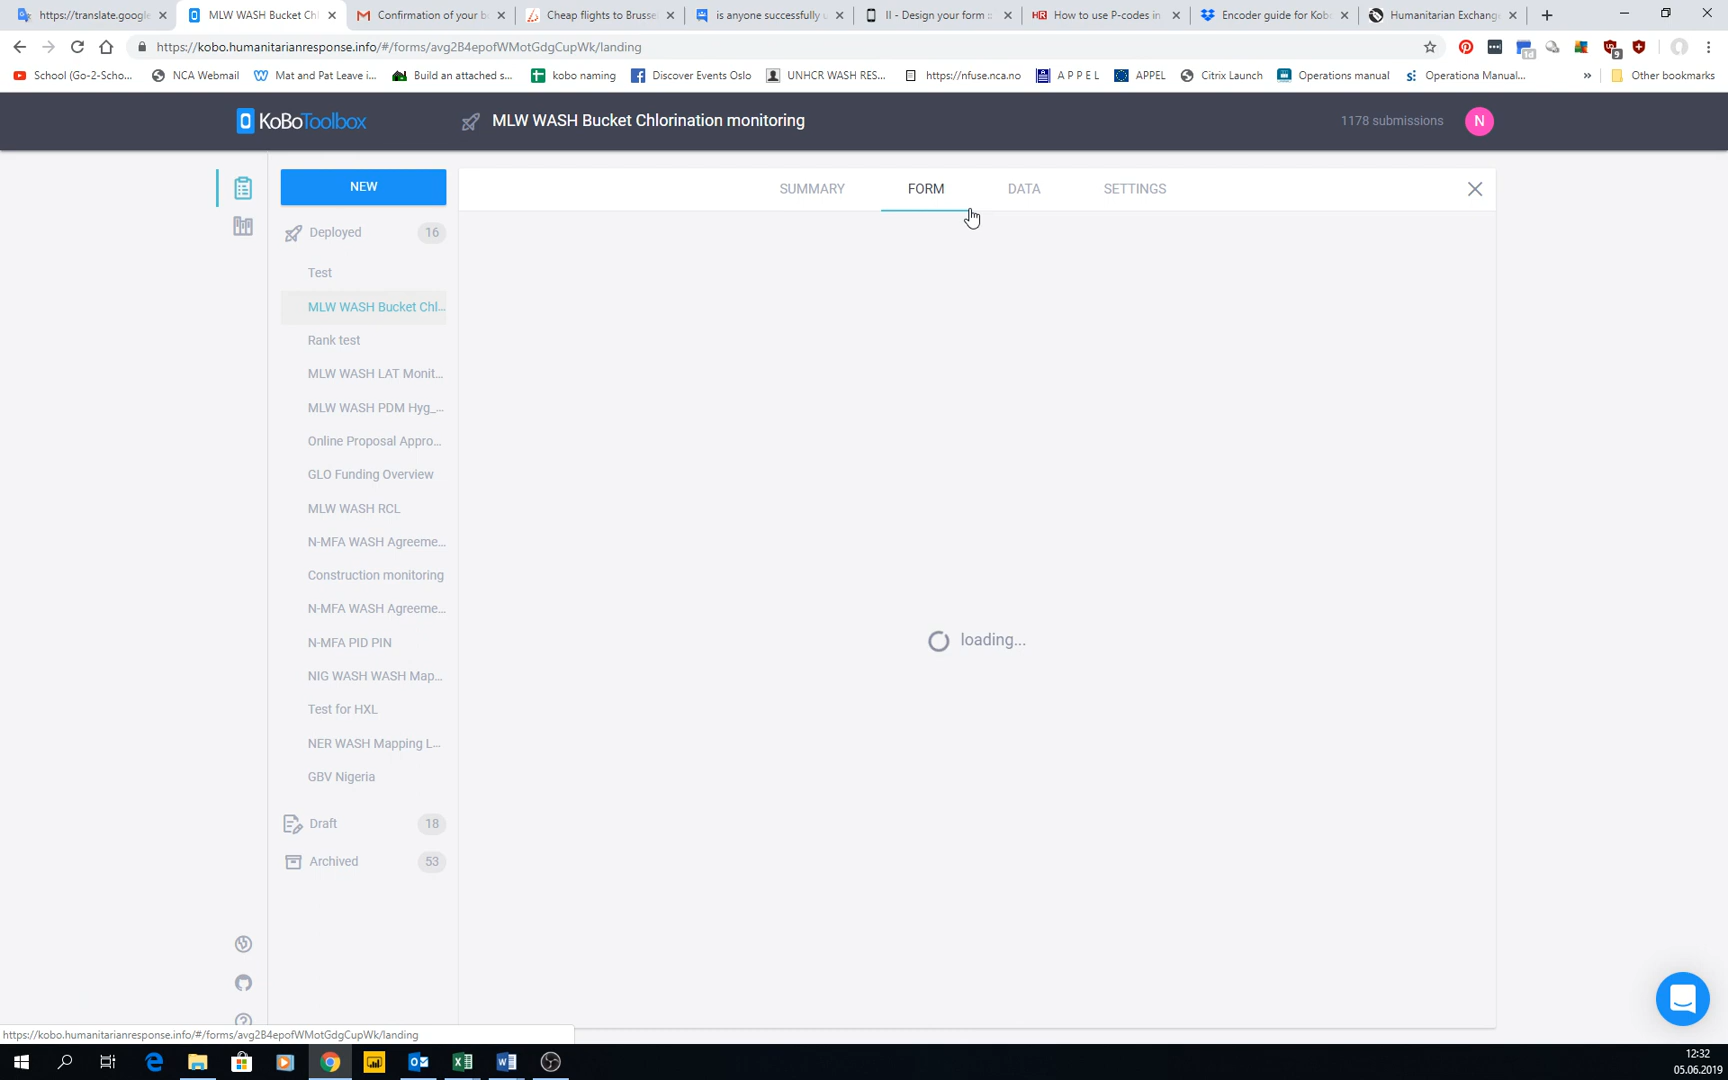 https://translate.google
MLW WASH Bucket Chl
Confirmation of your b
Cheap flights to Brusse
is anyone successfully u
II - Design your form ::
How to use P-codes in
Encoder guide for Kob
Humanitarian Exchang
https://kobo.humanitarianresponse.info/#/forms/avg2B4epofWMotGdgCupWk/landing
School (Go-2-Scho...
NCA Webmail
Mat and Pat Leave i...
Build an attached s...
kobo naming
Discover Events Oslo
UNHCR WASH RES...
https://nfuse.nca.no
A P P E L
APPEL
Citrix Launch
Operations manual
Operationa Manual...
»
Other bookmarks
KoBoToolbox
MLW WASH Bucket Chlorination monitoring
1178 submissions
N
NEW
SUMMARY
FORM
DATA
SETTINGS
Deployed 16
Test
MLW WASH Bucket Chl...
Rank test
MLW WASH LAT Monit...
MLW WASH PDM Hyg_...
Online Proposal Appro...
GLO Funding Overview
MLW WASH RCL
N-MFA WASH Agreeme...
Construction monitoring
N-MFA WASH Agreeme...
loading...
N-MFA PID PIN
NIG WASH WASH Map...
Test for HXL
NER WASH Mapping L...
GBV Nigeria
Draft 18
Archived 53
https://kobo.humanitarianresponse.info/#/forms/avg2B4epofWMotGdgCupWk/landing
12:32
05.06.2019